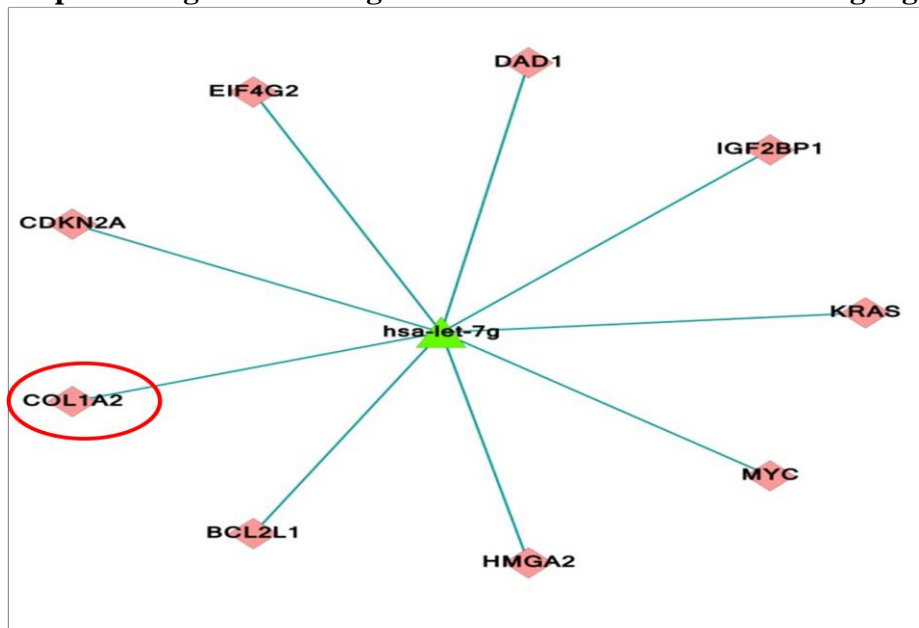 DAD1
EIF4G2
IGF2BP1
CDKN2A
KRAS
hsa-let-7g
COL1A2
MYC
BCL2L1
HMGA2